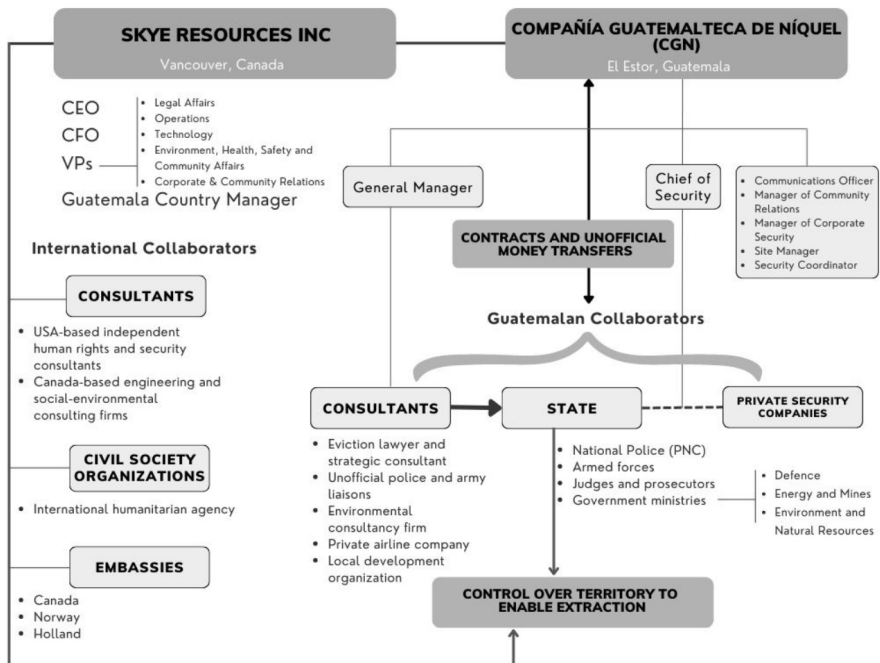 SKYE RESOURCES INC
Vancouver, Canada
COMPAÑÍA GUATEMALTECA DE NÍQUEL
(CGN)
El Estor, Guatemala
CEO
CFO
VPs
Guatemala Country Manager
• Legal Affairs
• Operations
• Technology
• Environment, Health, Safety and
Community Affairs
• Corporate & Community Relations
General Manager
Chief of
Security
• Communications Officer
• Manager of Community
Relations
• Manager of Corporate
Security
• Site Manager
• Security Coordinator
CONTRACTS AND UNOFFICIAL
MONEY TRANSFERS
International Collaborators
CONSULTANTS
• USA-based independent
human rights and security
consultants
• Canada-based engineering and
social-environmental
consulting firms
CIVIL SOCIETY
ORGANIZATIONS
• International humanitarian agency
EMBASSIES
• Canada
• Norway
• Holland
Guatemalan Collaborators
CONSULTANTS
• Eviction lawyer and
strategic consultant
• Unofficial police and army
liaisons
• Environmental
consultancy firm
• Private airline company
• Local development
organization
STATE
• National Police (PNC)
• Armed forces
• Judges and prosecutors
• Government ministries
• Defence
• Energy and Mines
• Environment and
Natural Resources
PRIVATE SECURITY
COMPANIES
CONTROL OVER TERRITORY TO
ENABLE EXTRACTION